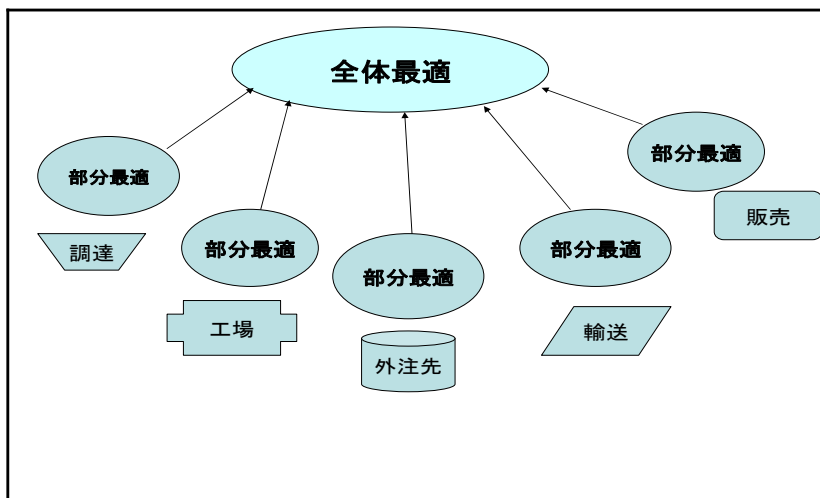 全体最適
部分最適
調達
部分最適
工場
部分最適
外注先
部分最適
輸送
部分最適
販売